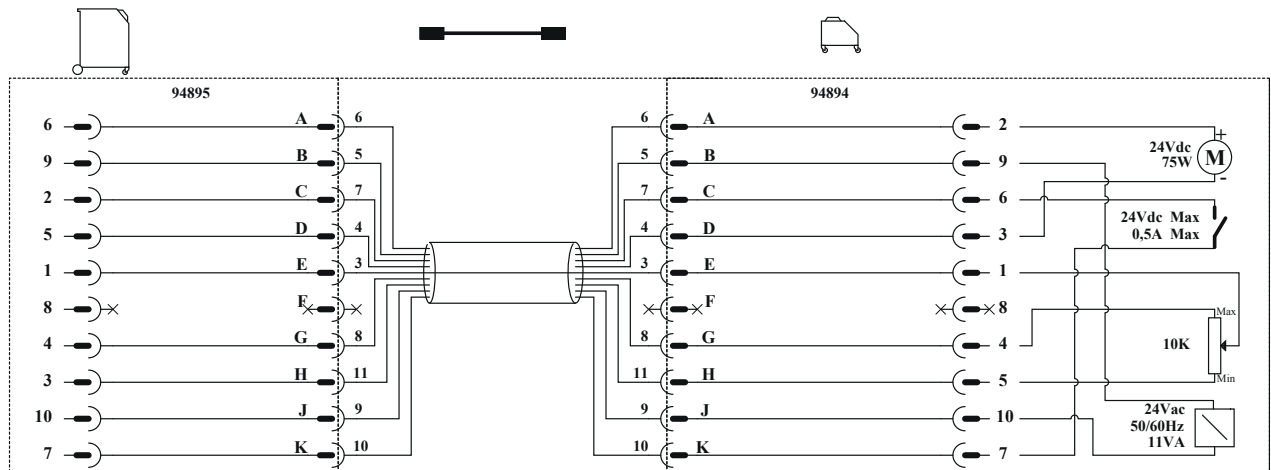 94895 94894
6 A 6 6 A 2
9 B 5 5 B 9
2 C 7 7 C 6
5 D 4 4 D 3
1 E 3 3 E 1
8 F F 8
4 G 8 8 G 4
3 H 11 11 H 5
10 J 9 9 J 10
7 K 10 10 K 7
24Vdc
75W
M
+
-
24Vdc Max
0,5A Max
Max
10K
Min
24Vac
50/60Hz
11VA